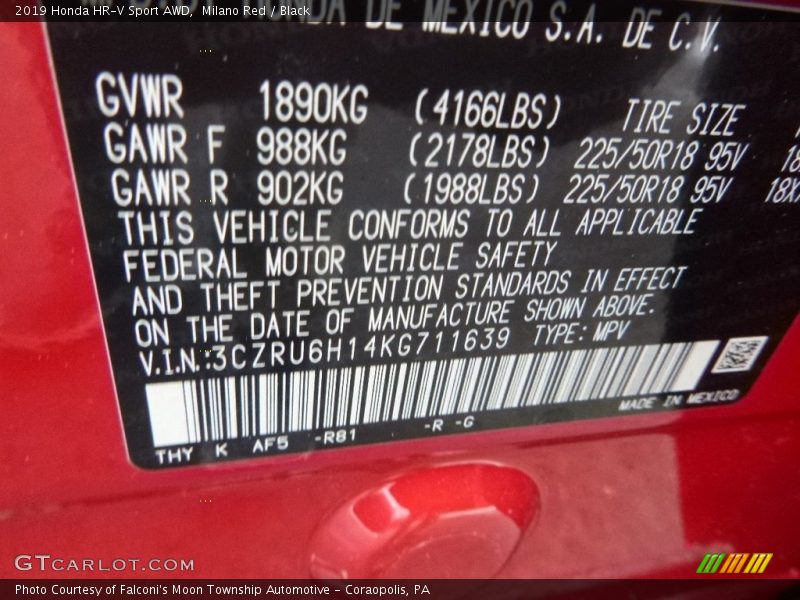 2019 Honda HR-V Sport AWD,  Milano Red / Black
DE MEXICO S.A. DE C.V.
GVWR 1890KG (4166LBS) TIRE SIZE
GAWR F 988KG (2178LBS) 225/50R18 95V 18
GAWR R 902KG (1988LBS) 225/50R18 95V 18X
THIS VEHICLE CONFORMS TO ALL APPLICABLE
FEDERAL MOTOR VEHICLE SAFETY
AND THEFT PREVENTION STANDARDS IN EFFECT
ON THE DATE OF MANUFACTURE SHOWN ABOVE.
V.I.N.:3CZRU6H14KG711639 TYPE: MPV
MADE IN MEXICO
THY K AF5 -R81 -R -G
GTCARLOT.COM
Photo Courtesy of Falconi's Moon Township Automotive - Coraopolis, PA